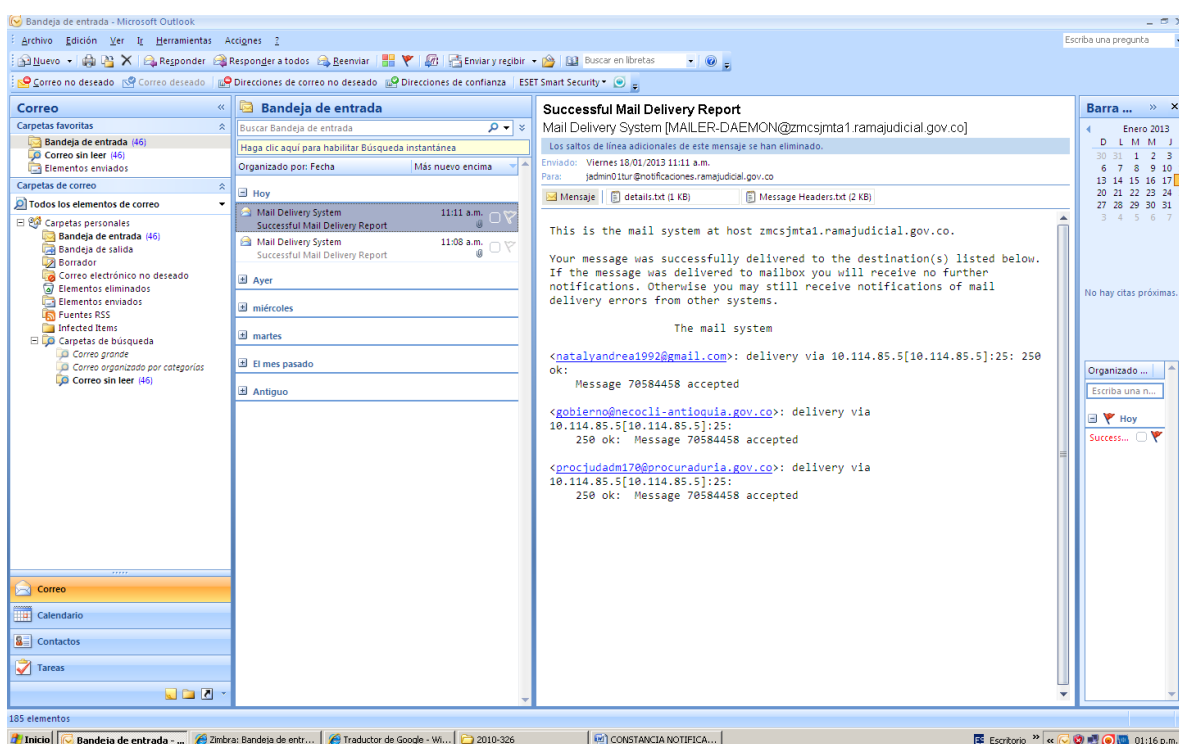 Bandeja de entrada - Microsoft Outlook
Archivo Edición Ver Ir Herramientas Acciones ?
Escriba una pregunta
Nuevo Responder Responder a todos Reenviar Enviar y recibir Buscar en libretas
Correo no deseado Correo deseado Direcciones de correo no deseado Direcciones de confianza ESET Smart Security
Correo «
Carpetas favoritas
Bandeja de entrada (46)
Correo sin leer (46)
Elementos enviados
Carpetas de correo
Todos los elementos de correo
Carpetas personales
Bandeja de entrada (46)
Bandeja de salida
Borrador
Correo electrónico no deseado
Elementos eliminados
Elementos enviados
Fuentes RSS
Infected Items
Carpetas de búsqueda
Correo grande
Correo organizado por categorías
Correo sin leer (46)
Correo
Calendario
Contactos
Tareas
Bandeja de entrada
Buscar Bandeja de entrada
Haga clic aquí para habilitar Búsqueda instantánea
Organizado por: Fecha Más nuevo encima
Hoy
Mail Delivery System 11:11 a.m.
Successful Mail Delivery Report
Mail Delivery System 11:08 a.m.
Successful Mail Delivery Report
Ayer
miércoles
martes
El mes pasado
Antiguo
Successful Mail Delivery Report
Mail Delivery System [MAILER-DAEMON@zmcsjmta1.ramajudicial.gov.co]
Los saltos de línea adicionales de este mensaje se han eliminado.
Enviado: Viernes 18/01/2013 11:11 a.m.
Para: jadmin01tur@notificaciones.ramajudicial.gov.co
Mensaje details.txt (1 KB) Message Headers.txt (2 KB)
This is the mail system at host zmcsjmta1.ramajudicial.gov.co.
Your message was successfully delivered to the destination(s) listed below.
If the message was delivered to mailbox you will receive no further
notifications. Otherwise you may still receive notifications of mail
delivery errors from other systems.
The mail system
<natalyandrea1992@gmail.com>: delivery via 10.114.85.5[10.114.85.5]:25: 250
ok:
Message 70584458 accepted
<gobierno@necocli-antioquia.gov.co>: delivery via
10.114.85.5[10.114.85.5]:25:
250 ok: Message 70584458 accepted
<procjudadm170@procuraduria.gov.co>: delivery via
10.114.85.5[10.114.85.5]:25:
250 ok: Message 70584458 accepted
Barra ... » ×
Enero 2013
D L M M J
30 31 1 2 3
6 7 8 9 10
13 14 15 16 17
20 21 22 23 24
27 28 29 30 31
3 4 5 6 7
No hay citas próximas.
Organizado ...
Escriba una n...
Hoy
Success...
185 elementos
Inicio Bandeja de entrada - ... Zimbra: Bandeja de entr... Traductor de Google - Wi... 2010-326 CONSTANCIA NOTIFICA... ES Escritorio » « 01:16 p.m.